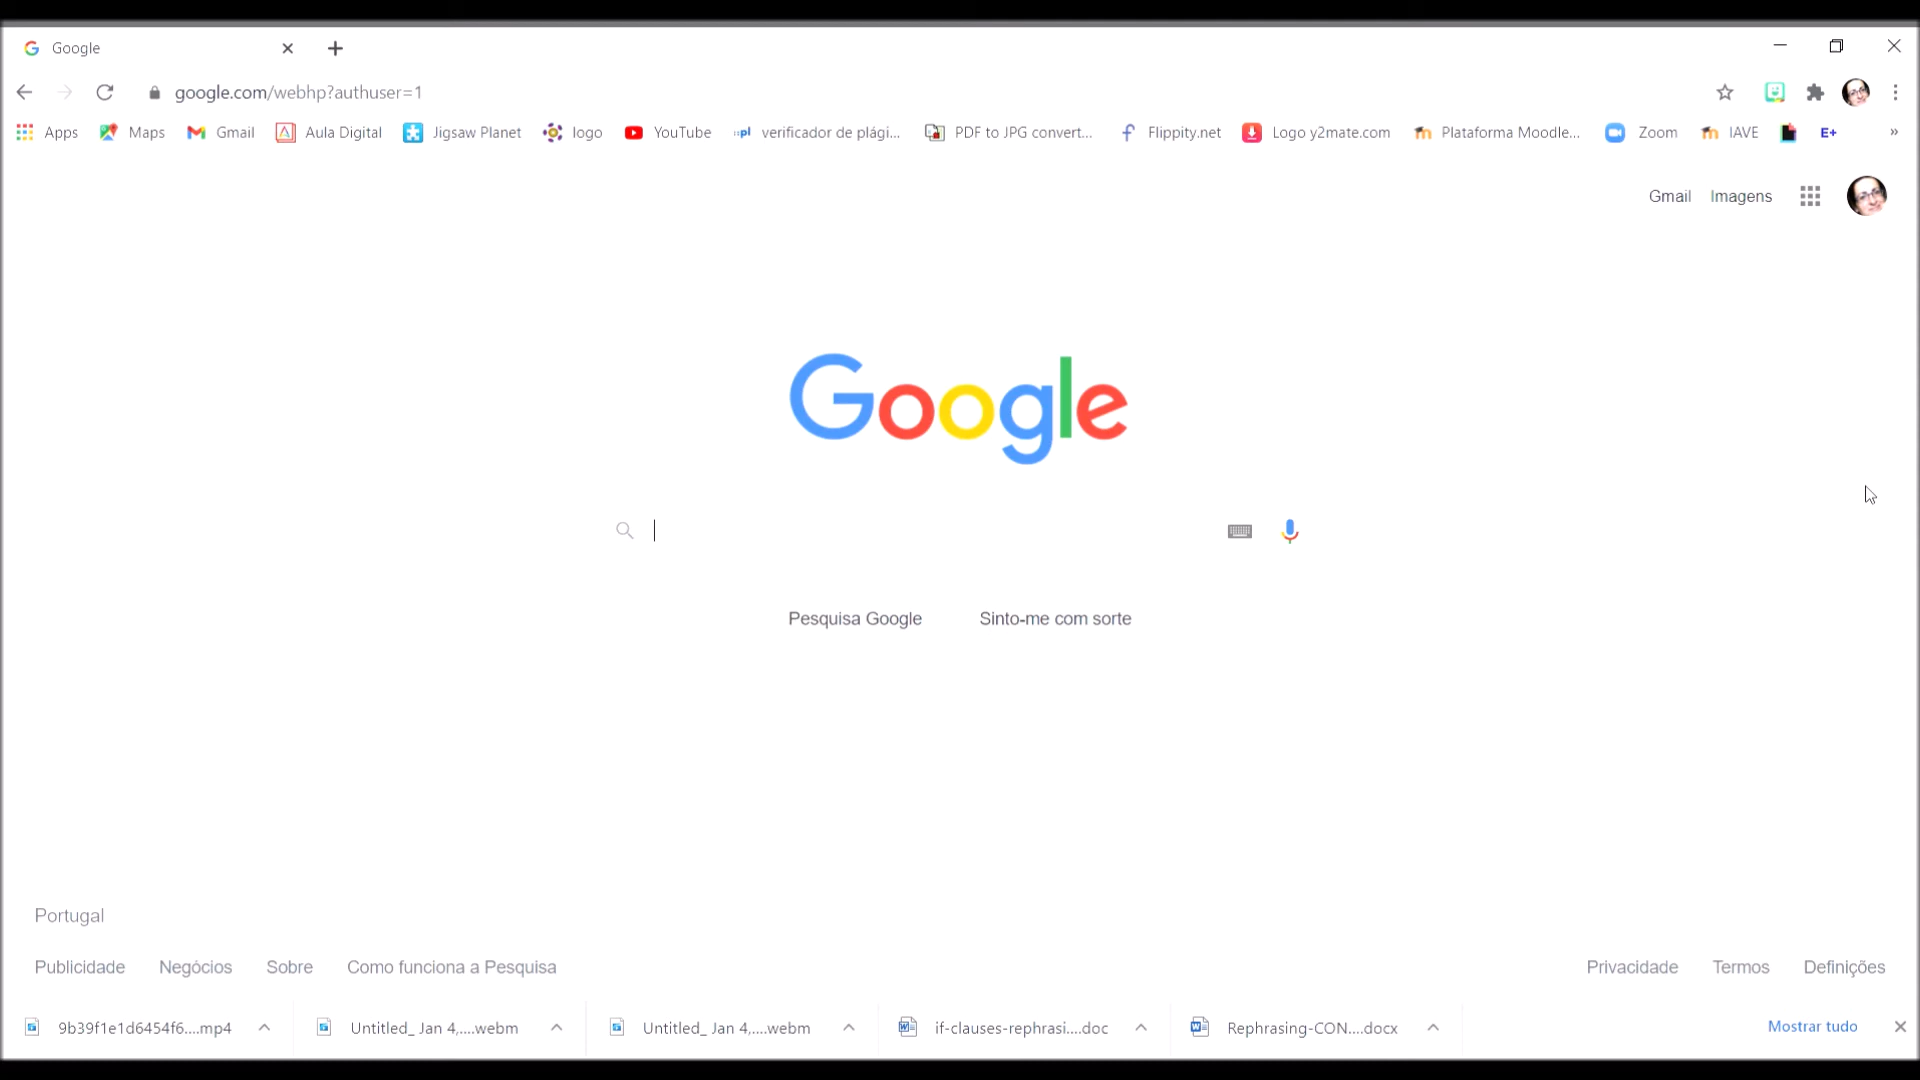 Google
google.com/webhp?authuser=1
Apps Maps Gmail Aula Digital Jigsaw Planet logo YouTube verificador de plági... PDF to JPG convert... Flippity.net Logo y2mate.com Plataforma Moodle... Zoom IAVE E+ »
Gmail Imagens
Google
Pesquisa Google Sinto-me com sorte
Portugal
Publicidade Negócios Sobre Como funciona a Pesquisa Privacidade Termos Definições
9b39f1e1d6454f6....mp4 Untitled_ Jan 4,....webm Untitled_ Jan 4,....webm if-clauses-rephrasi....doc Rephrasing-CON....docx Mostrar tudo